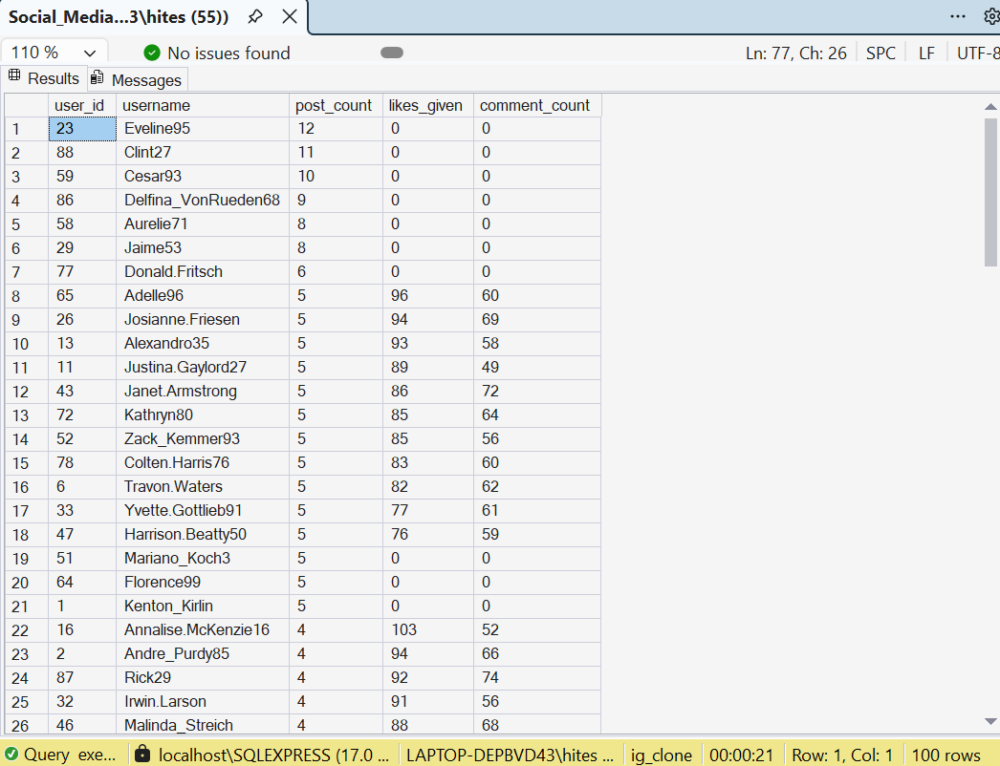 Social_Media...3\hites (55))
110 % No issues found Ln: 77, Ch: 26 SPC LF UTF-8
Results Messages
user_id username post_count likes_given comment_count
1 23 Eveline95 12 0 0
2 88 Clint27 11 0 0
3 59 Cesar93 10 0 0
4 86 Delfina_VonRueden68 9 0 0
5 58 Aurelie71 8 0 0
6 29 Jaime53 8 0 0
7 77 Donald.Fritsch 6 0 0
8 65 Adelle96 5 96 60
9 26 Josianne.Friesen 5 94 69
10 13 Alexandro35 5 93 58
11 11 Justina.Gaylord27 5 89 49
12 43 Janet.Armstrong 5 86 72
13 72 Kathryn80 5 85 64
14 52 Zack_Kemmer93 5 85 56
15 78 Colten.Harris76 5 83 60
16 6 Travon.Waters 5 82 62
17 33 Yvette.Gottlieb91 5 77 61
18 47 Harrison.Beatty50 5 76 59
19 51 Mariano_Koch3 5 0 0
20 64 Florence99 5 0 0
21 1 Kenton_Kirlin 5 0 0
22 16 Annalise.McKenzie16 4 103 52
23 2 Andre_Purdy85 4 94 66
24 87 Rick29 4 92 74
25 32 Irwin.Larson 4 91 56
26 46 Malinda_Streich 4 88 68
Query exe... localhost\SQLEXPRESS (17.0 ... LAPTOP-DEPBVD43\hites ... ig_clone 00:00:21 Row: 1, Col: 1 100 rows